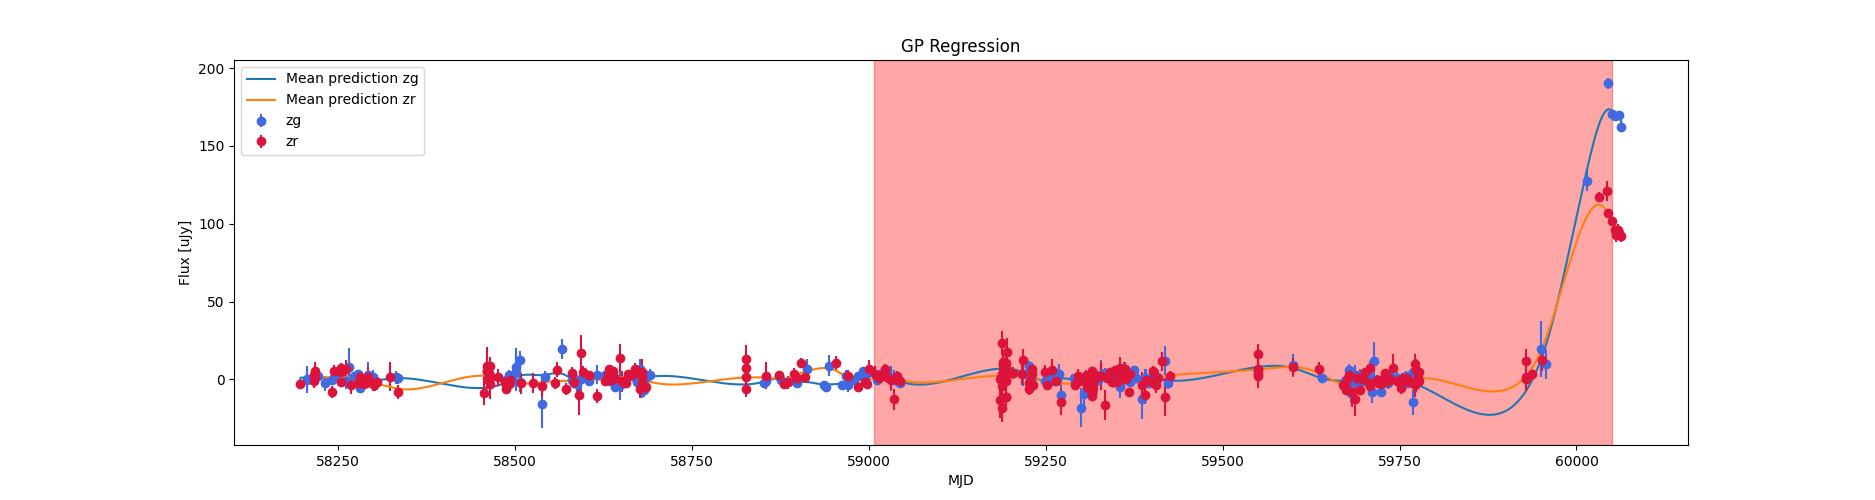 GP Regression
Mean prediction zg
Mean prediction zr
zg
zr
200
150
100
50
0
Flux [uJy]
58250 58500 58750 59000 59250 59500 59750 60000
MJD